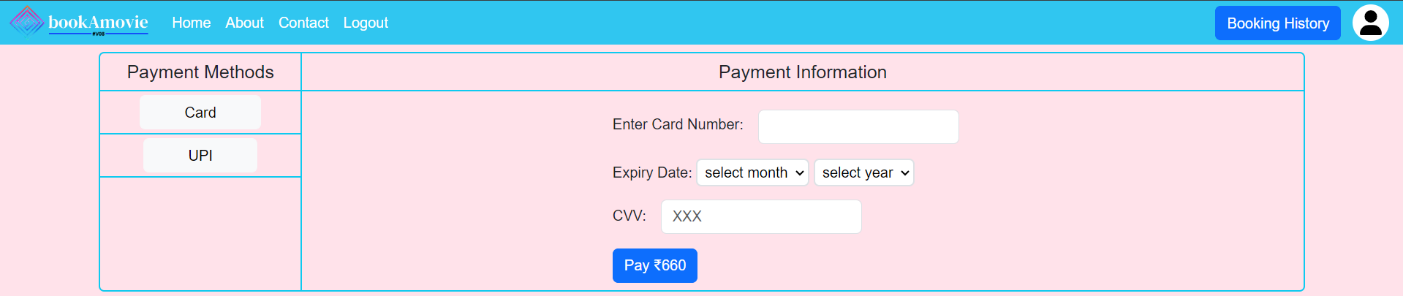 bookAmovie Home About Contact Logout Booking History
#VOS
Payment Methods Payment Information
Card
UPI
Enter Card Number:
Expiry Date: select month select year
CVV: XXX
Pay ₹660